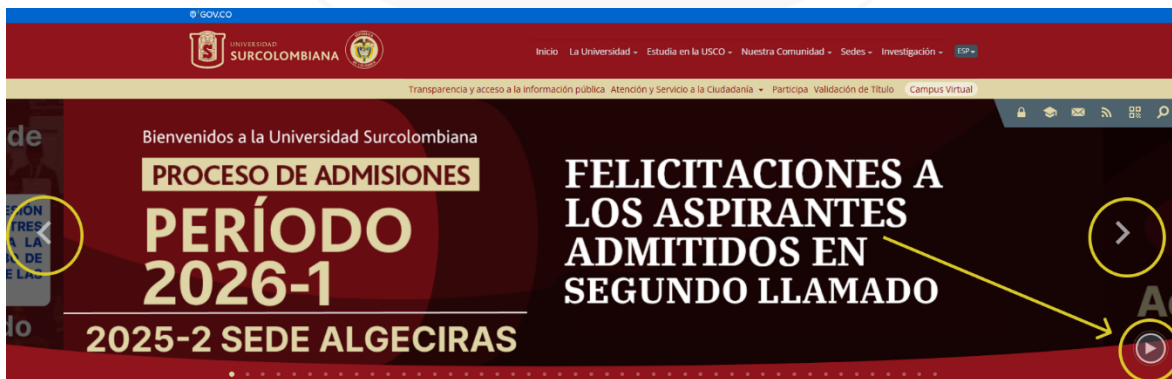 GOV.CO
UNIVERSIDAD
SURCOLOMBIANA
Inicio La Universidad Estudia en la USCO Nuestra Comunidad Sedes Investigación ESP
Transparencia y acceso a la información pública Atención y Servicio a la Ciudadanía Participa Validación de Título Campus Virtual
de
Bienvenidos a la Universidad Surcolombiana
PROCESO DE ADMISIONES
PERÍODO
2026-1
2025-2 SEDE ALGECIRAS
FELICITACIONES A
LOS ASPIRANTES
ADMITIDOS EN
SEGUNDO LLAMADO